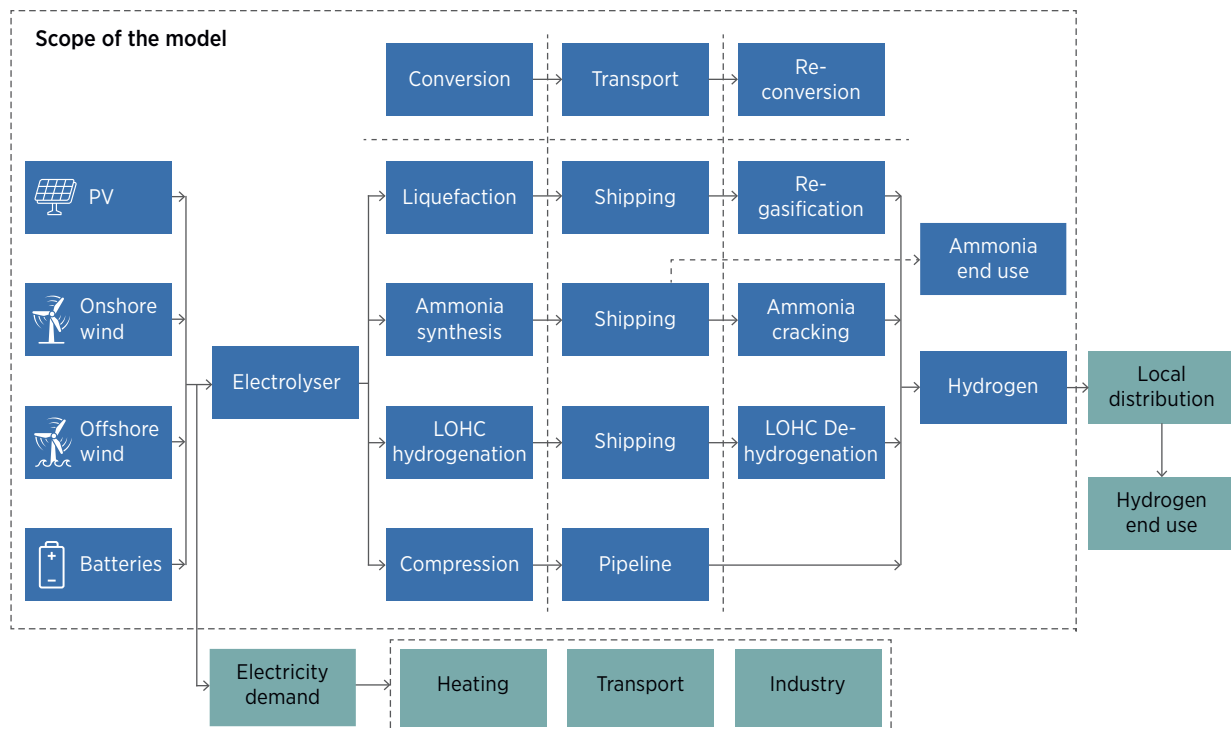 Scope of the model
Conversion
Transport
Re-
conversion
PV
Liquefaction
Shipping
Re-
gasification
Ammonia
end use
Onshore
wind
Ammonia
synthesis
Shipping
Ammonia
cracking
Electrolyser
Hydrogen
Local
distribution
Offshore
wind
LOHC
hydrogenation
Shipping
LOHC De-
hydrogenation
Hydrogen
end use
Batteries
Compression
Pipeline
Electricity
demand
Heating
Transport
Industry